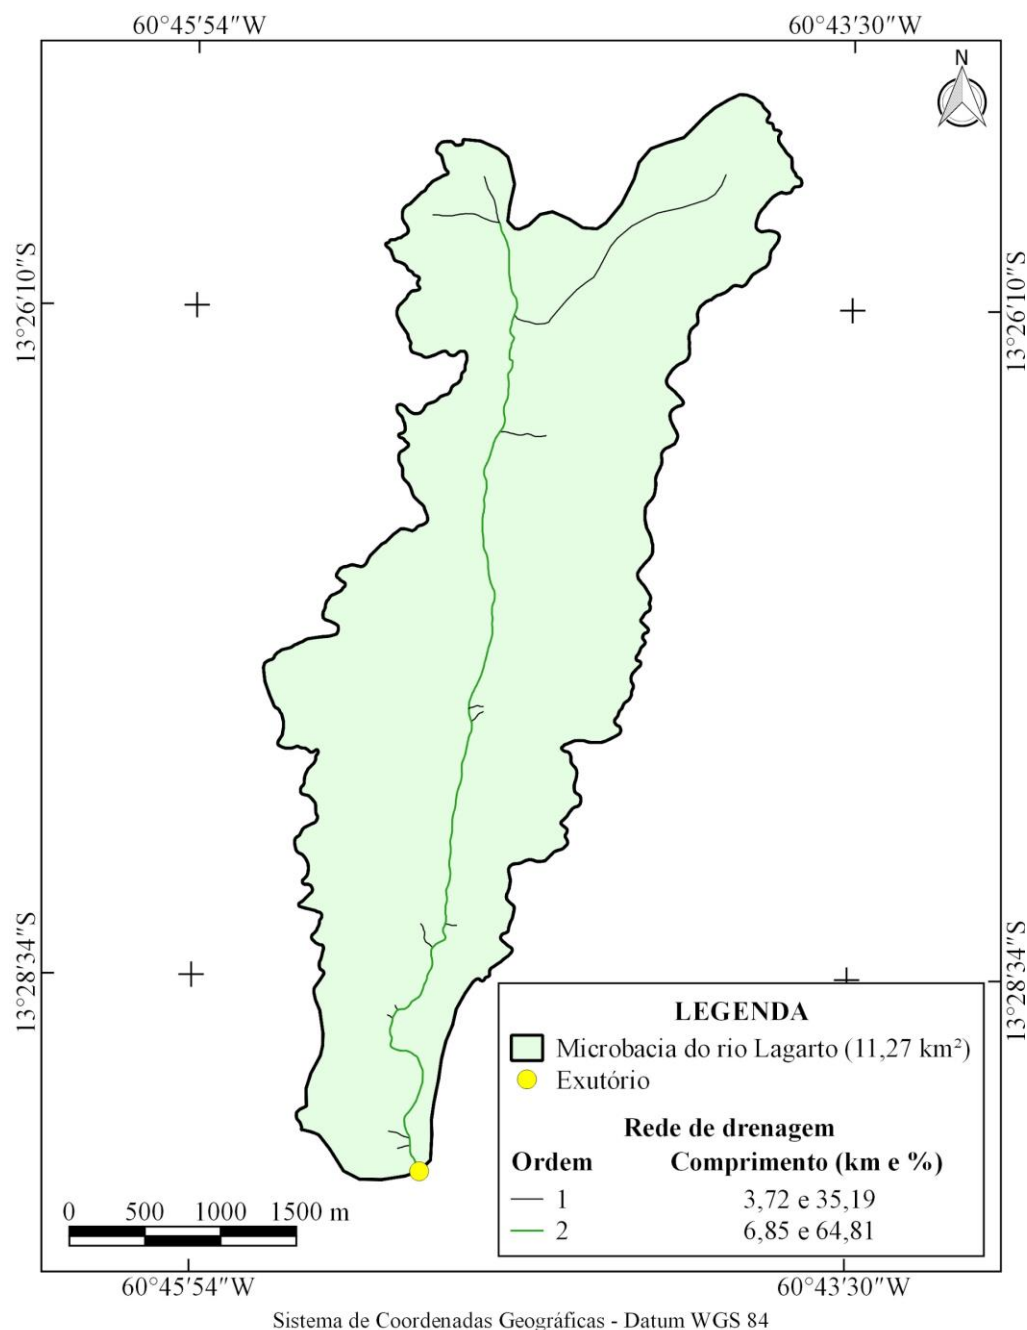 60°45'54"W 60°43'30"W
N
13°26'10"S 13°26'10"S
13°28'34"S 13°28'34"S
LEGENDA
Microbacia do rio Lagarto (11,27 km²)
Exutório
Rede de drenagem
Ordem Comprimento (km e %)
1 3,72 e 35,19
2 6,85 e 64,81
0 500 1000 1500 m
60°45'54"W 60°43'30"W
Sistema de Coordenadas Geográficas - Datum WGS 84